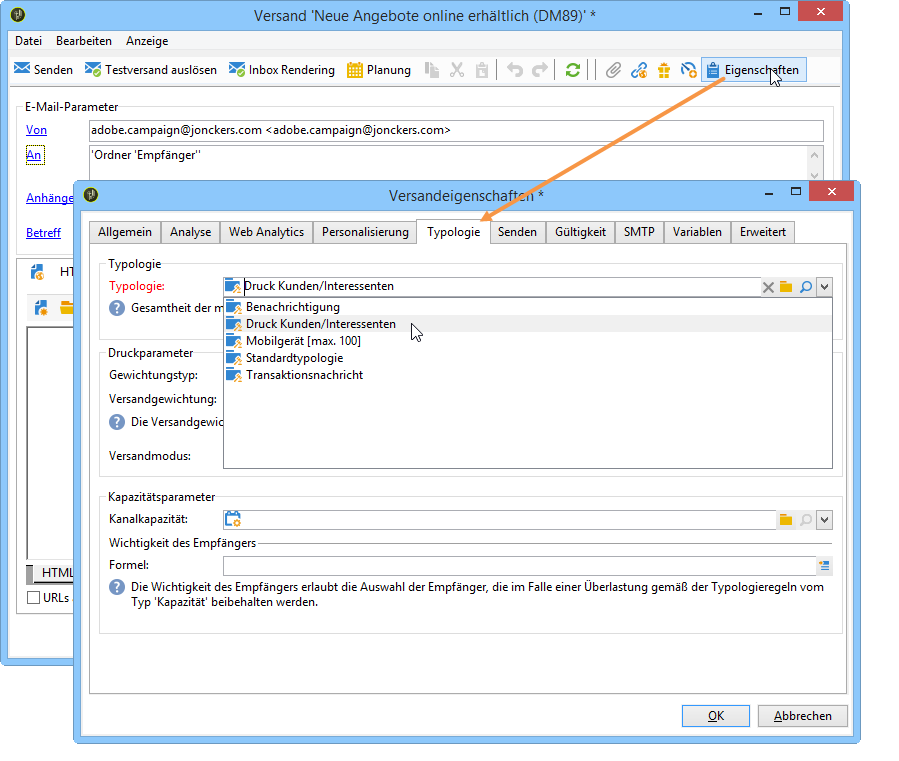 Versand 'Neue Angebote online erhältlich (DM89)' *
Datei Bearbeiten Anzeige
Senden Testversand auslösen Inbox Rendering Planung Eigenschaften
E-Mail-Parameter
Von adobe.campaign@jonckers.com <adobe.campaign@jonckers.com>
An 'Ordner 'Empfänger''
Anhänge
Betreff
Versandeigenschaften *
Allgemein Analyse Web Analytics Personalisierung Typologie Senden Gültigkeit SMTP Variablen Erweitert
Typologie
Typologie: Druck Kunden/Interessenten
Gesamtheit der m
Benachrichtigung
Druck Kunden/Interessenten
Mobilgerät [max. 100]
Standardtypologie
Transaktionsnachricht
Druckparameter
Gewichtungstyp:
Versandgewichtung:
Die Versandgewic
Versandmodus:
Kapazitätsparameter
Kanalkapazität:
Wichtigkeit des Empfängers
Formel:
Die Wichtigkeit des Empfängers erlaubt die Auswahl der Empfänger, die im Falle einer Überlastung gemäß der Typologieregeln vom
Typ 'Kapazität' beibehalten werden.
HT
HTML
URLs
OK Abbrechen